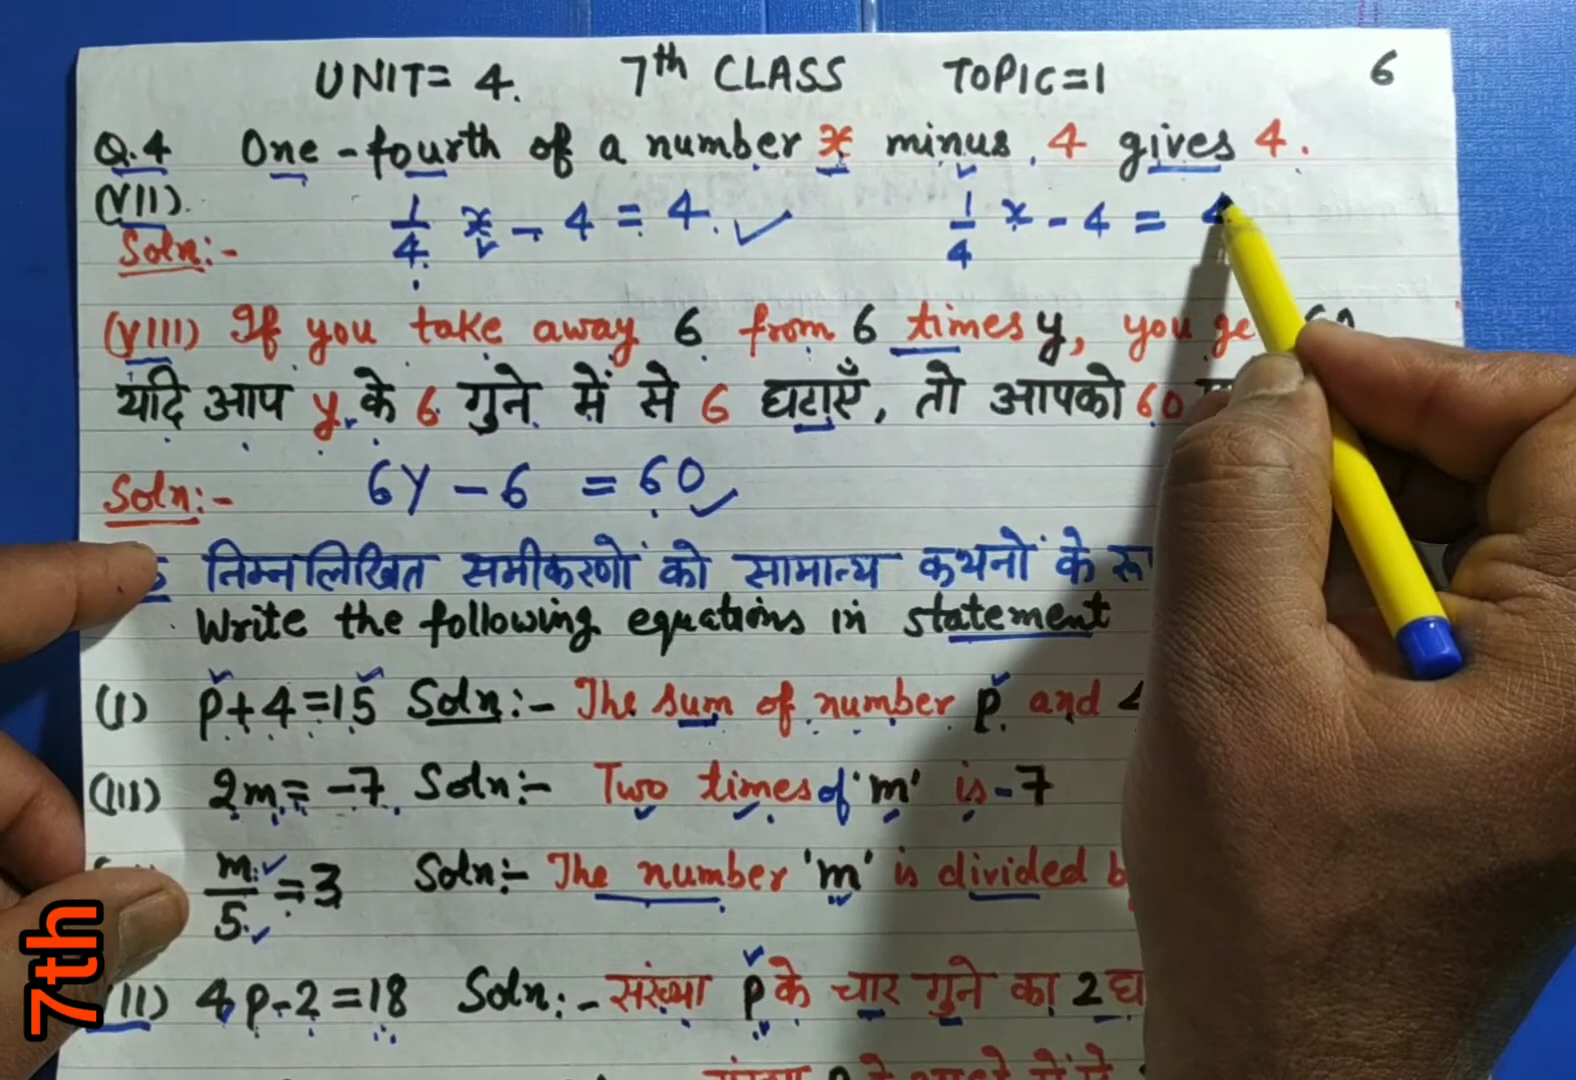 UNIT= 4. 7th CLASS TOPIC=1 6
Q.4 One-fourth of a number x minus 4 gives 4.
(VII).
1/4 x - 4 = 4. ✓ 1/4 x - 4 = 4
Soln:-
(VIII) If you take away 6 from 6 times y, you ge
यदि आप y के 6 गुने में से 6 घटाएँ, तो आपको 60
Soln:- 6y - 6 = 60
निम्नलिखित समीकरणों को सामान्य कथनों के रू
Write the following equations in statement
(I) p+4=15 Soln:- The sum of number p and
(III) 2m = -7 Soln:- Two times of 'm' is -7
m/5 = 3 Soln:- The number 'm' is divided b
II) 4p-2=18 Soln:- संख्या p के चार गुने का 2 घ
7th